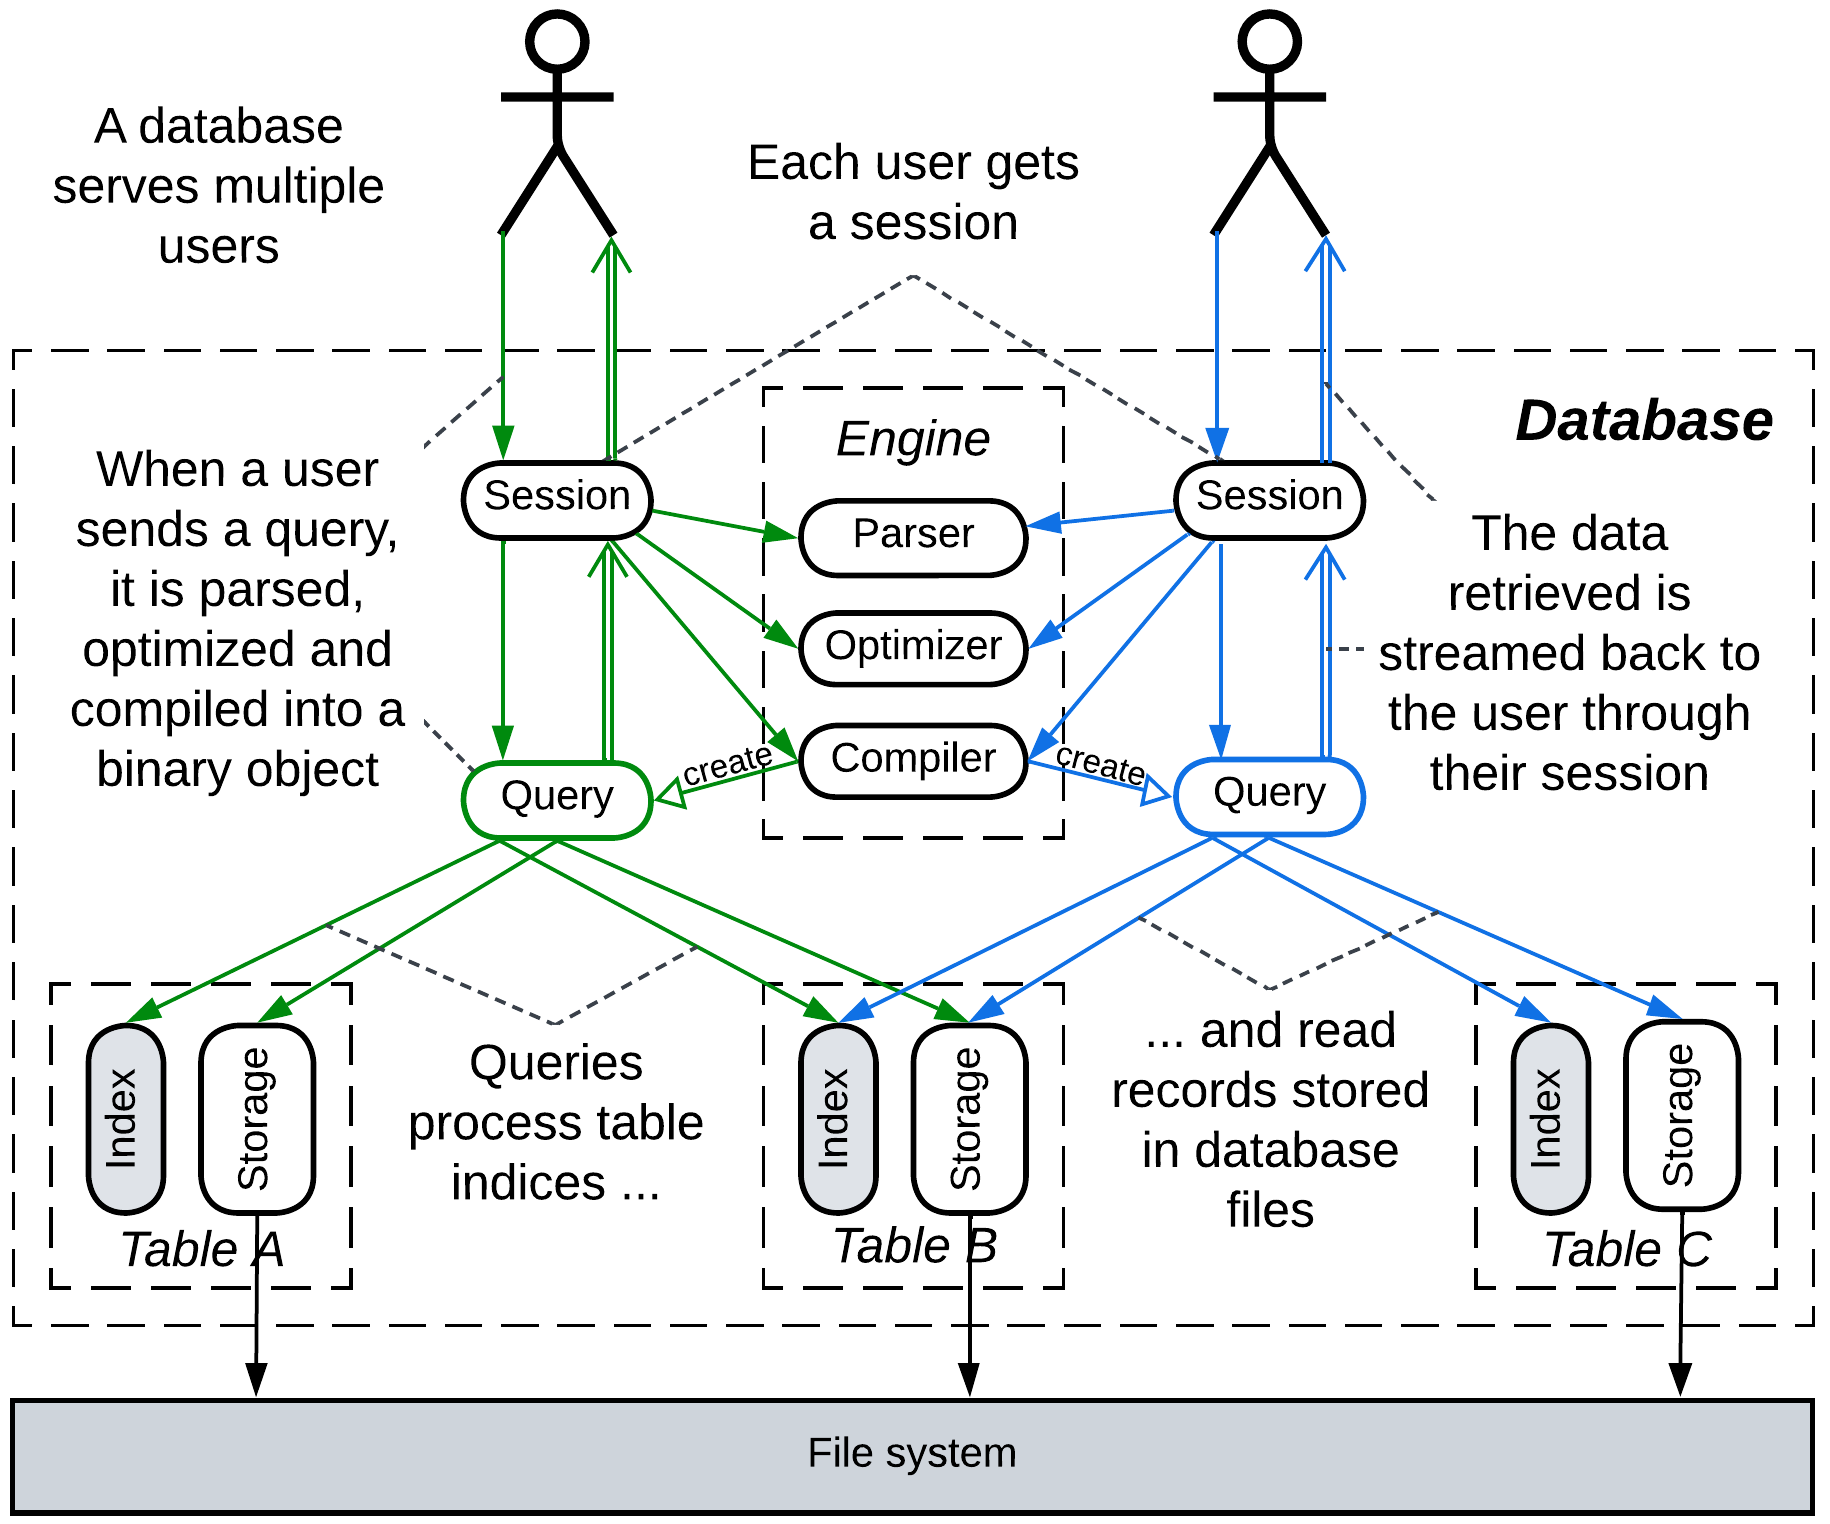 A database
serves multiple
users
Each user gets
a session
Database
Engine
When a user
sends a query,
it is parsed,
optimized and
compiled into a
binary object
Session
Parser
Optimizer
Compiler
Session
The data
retrieved is
streamed back to
the user through
their session
create
create
Query
Query
Index
Storage
Table A
Queries
process table
indices ...
Index
Storage
Table B
... and read
records stored
in database
files
Index
Storage
Table C
File system